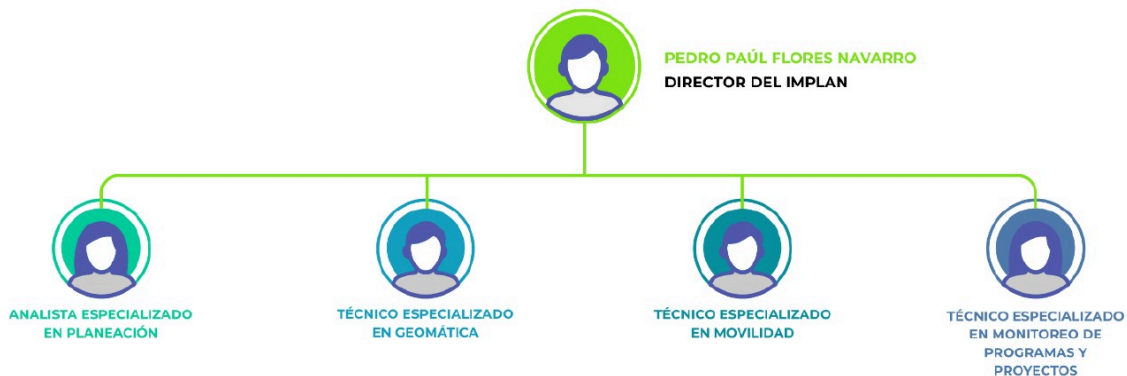 PEDRO PAÚL FLORES NAVARRO
DIRECTOR DEL IMPLAN
ANALISTA ESPECIALIZADO
EN PLANEACIÓN
TÉCNICO ESPECIALIZADO
EN GEOMÁTICA
TÉCNICO ESPECIALIZADO
EN MOVILIDAD
TÉCNICO ESPECIALIZADO
EN MONITOREO DE
PROGRAMAS Y
PROYECTOS